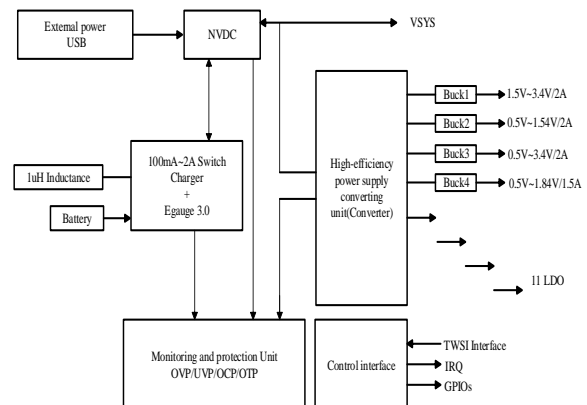 External power
USB
NVDC
VSYS
100mA~2A Switch
Charger
+
Egauge 3.0
1uH Inductance
Battery
High-efficiency
power supply
converting
unit(Converter)
Buck1
1.5V~3.4V/2A
Buck2
0.5V~1.54V/2A
Buck3
0.5V~3.4V/2A
Buck4
0.5V~1.84V/1.5A
11 LDO
Monitoring and protection Unit
OVP/UVP/OCP/OTP
Control interface
TWSI Interface
IRQ
GPIOs